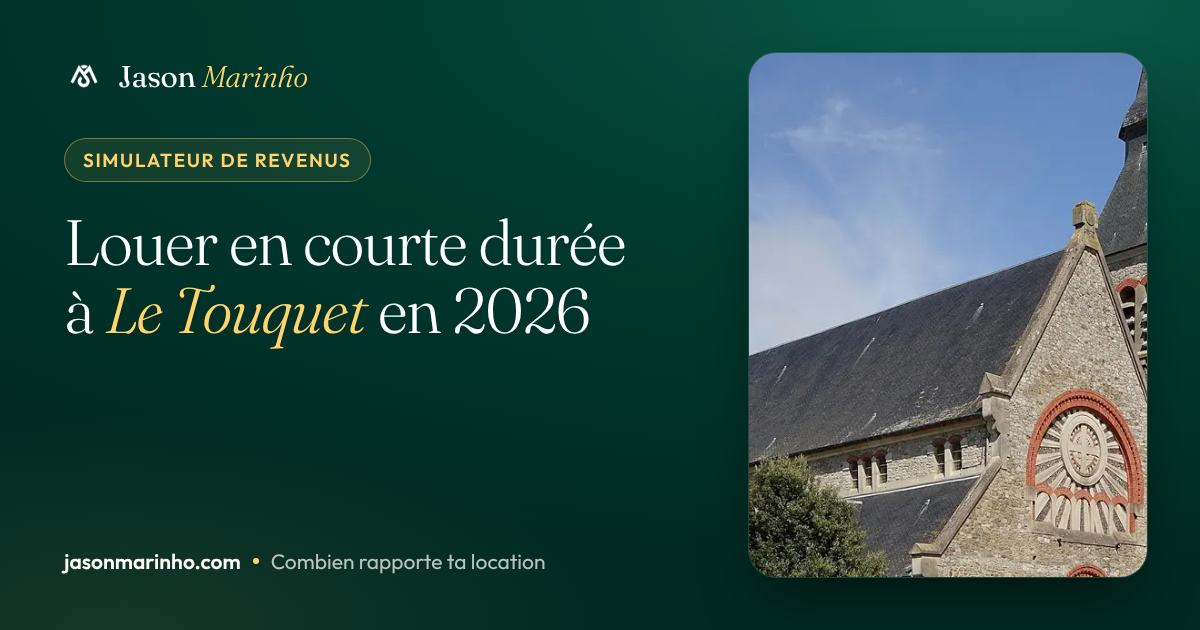 Jason Marinho
SIMULATEUR DE REVENUS
Louer en courte durée
à Le Touquet en 2026
jasonmarinho.com • Combien rapporte ta location